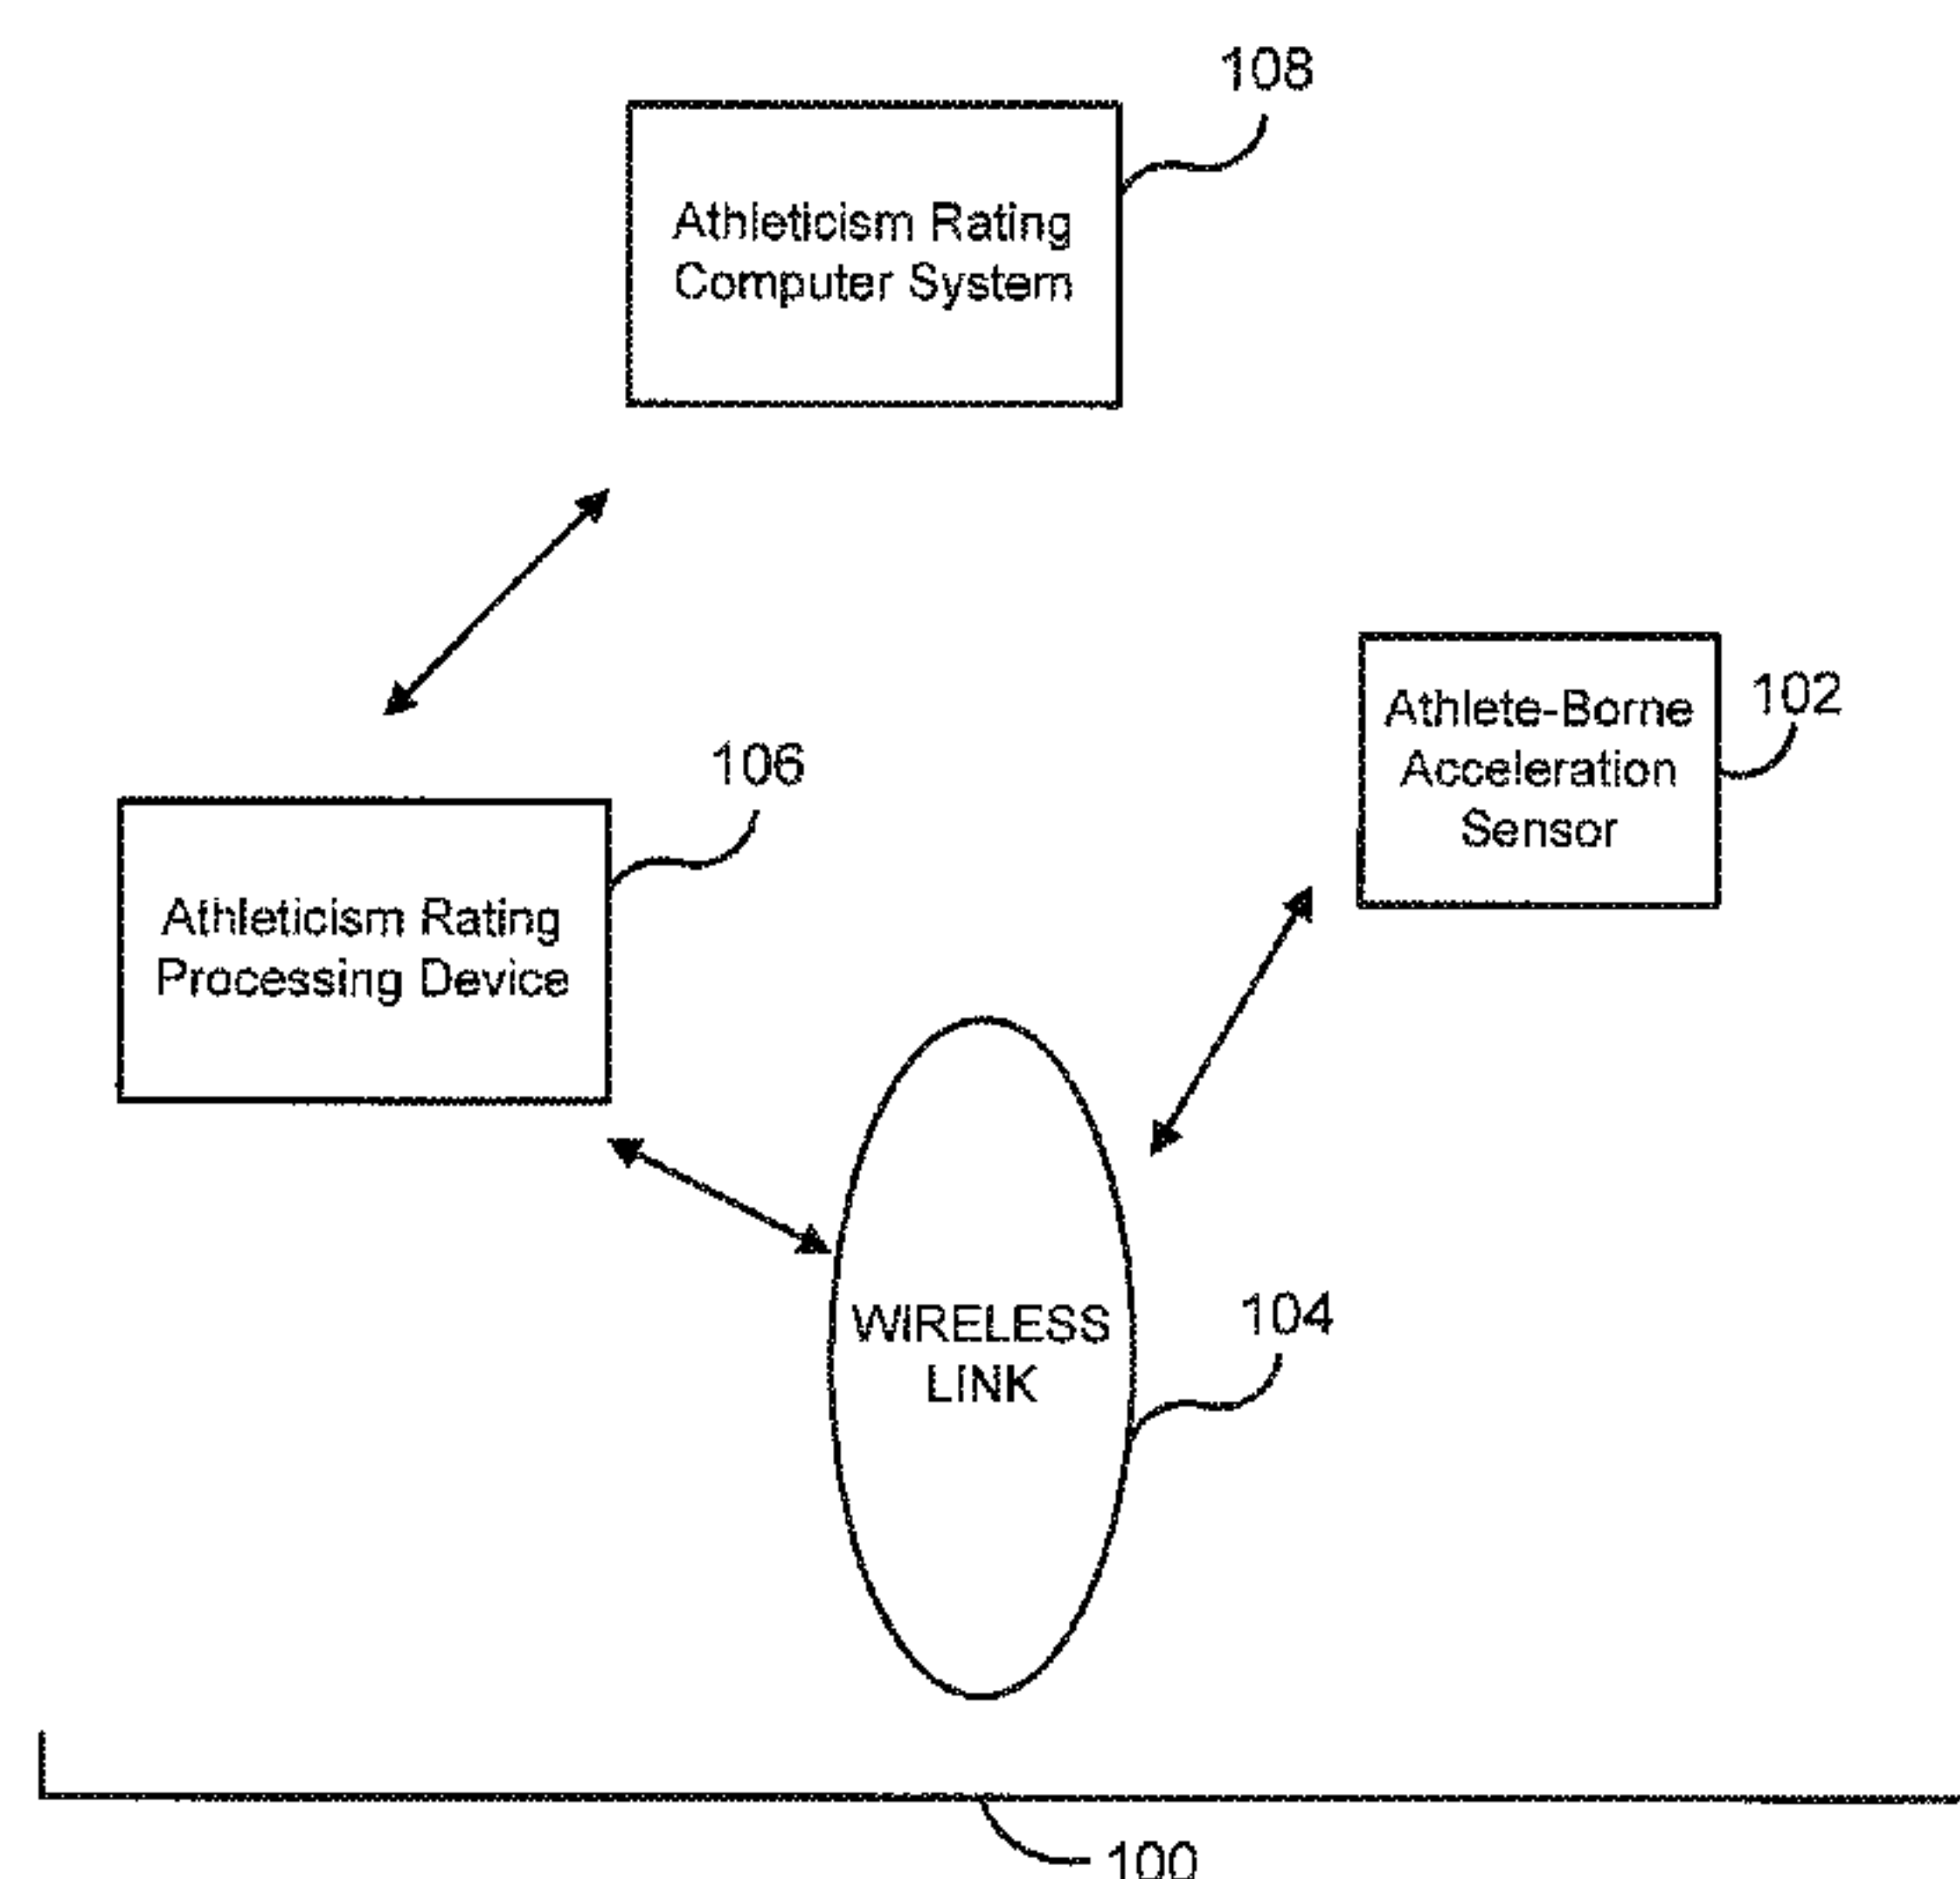 108
Athleticism Rating
Computer System
102
Athlete-Borne
Acceleration
Sensor
106
Athleticism Rating
Processing Device
104
WIRELESS
LINK
100